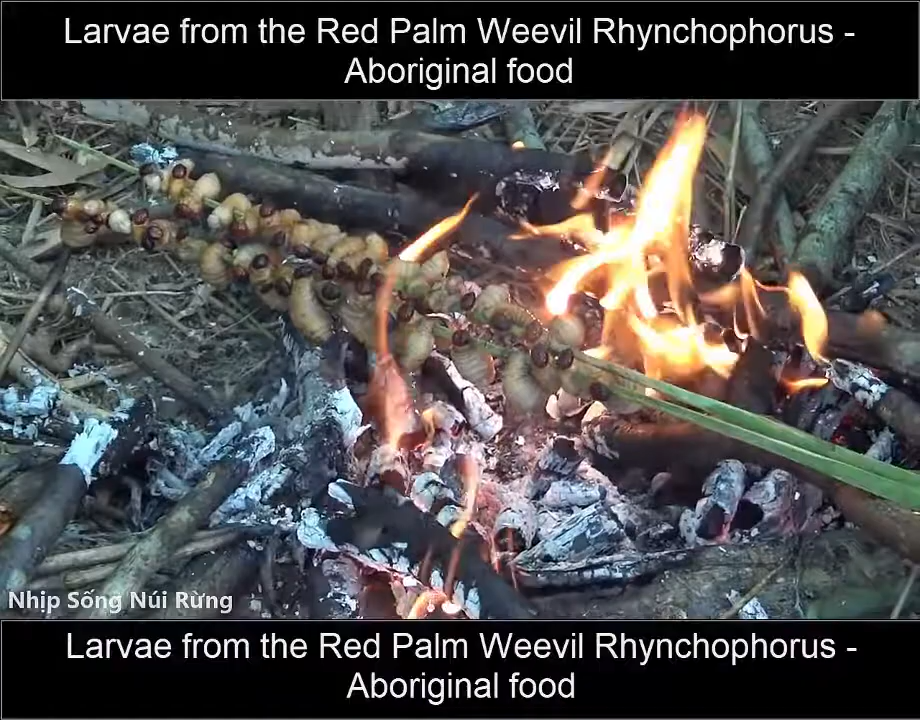 Larvae from the Red Palm Weevil Rhynchophorus -
Aboriginal food
Nhịp Sống Núi Rừng
Larvae from the Red Palm Weevil Rhynchophorus -
Aboriginal food